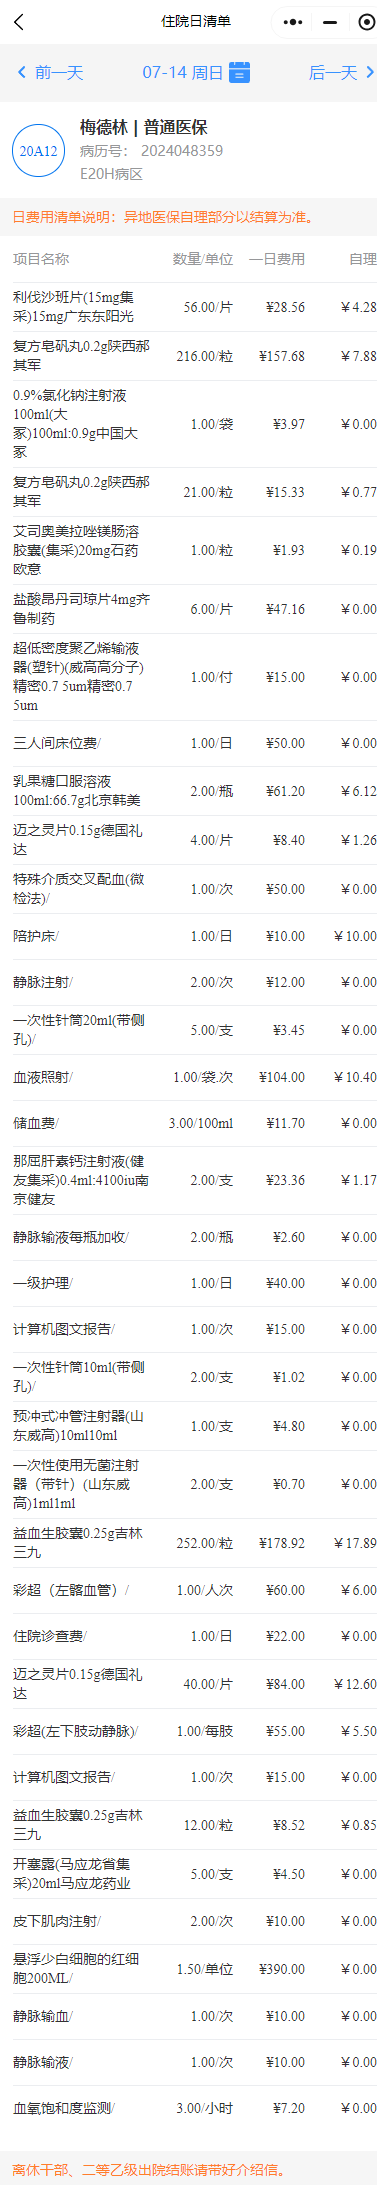 住院日清单
前一天 07-14 周日 后一天
20A12
梅德林 | 普通医保
病历号： 2024048359
E20H病区
日费用清单说明：异地医保自理部分以结算为准。
项目名称 数量/单位 一日费用 自理
利伐沙班片(15mg集
采)15mg广东东阳光 56.00/片 ¥28.56 ￥4.28
复方皂矾丸0.2g陕西郝
其军 216.00/粒 ¥157.68 ￥7.88
0.9%氯化钠注射液
100ml(大
冢)100ml:0.9g中国大
冢 1.00/袋 ¥3.97 ￥0.00
复方皂矾丸0.2g陕西郝
其军 21.00/粒 ¥15.33 ￥0.77
艾司奥美拉唑镁肠溶
胶囊(集采)20mg石药
欧意 1.00/粒 ¥1.93 ￥0.19
盐酸昂丹司琼片4mg齐
鲁制药 6.00/片 ¥47.16 ￥0.00
超低密度聚乙烯输液
器(塑针)(威高高分子)
精密0.7 5um精密0.7
5um 1.00/付 ¥15.00 ￥0.00
三人间床位费/ 1.00/日 ¥50.00 ￥0.00
乳果糖口服溶液
100ml:66.7g北京韩美 2.00/瓶 ¥61.20 ￥6.12
迈之灵片0.15g德国礼
达 4.00/片 ¥8.40 ￥1.26
特殊介质交叉配血(微
检法)/ 1.00/次 ¥50.00 ￥0.00
陪护床/ 1.00/日 ¥10.00 ￥10.00
静脉注射/ 2.00/次 ¥12.00 ￥0.00
一次性针筒20ml(带侧
孔)/ 5.00/支 ¥3.45 ￥0.00
血液照射/ 1.00/袋.次 ¥104.00 ￥10.40
储血费/ 3.00/100ml ¥11.70 ￥0.00
那屈肝素钙注射液(健
友集采)0.4ml:4100iu南
京健友 2.00/支 ¥23.36 ￥1.17
静脉输液每瓶加收/ 2.00/瓶 ¥2.60 ￥0.00
一级护理/ 1.00/日 ¥40.00 ￥0.00
计算机图文报告/ 1.00/次 ¥15.00 ￥0.00
一次性针筒10ml(带侧
孔)/ 2.00/支 ¥1.02 ￥0.00
预冲式冲管注射器(山
东威高)10ml10ml 1.00/支 ¥4.80 ￥0.00
一次性使用无菌注射
器（带针）(山东威
高)1ml1ml 2.00/支 ¥0.70 ￥0.00
益血生胶囊0.25g吉林
三九 252.00/粒 ¥178.92 ￥17.89
彩超（左髂血管）/ 1.00/人次 ¥60.00 ￥6.00
住院诊查费/ 1.00/日 ¥22.00 ￥0.00
迈之灵片0.15g德国礼
达 40.00/片 ¥84.00 ￥12.60
彩超(左下肢动静脉)/ 1.00/每肢 ¥55.00 ￥5.50
计算机图文报告/ 1.00/次 ¥15.00 ￥0.00
益血生胶囊0.25g吉林
三九 12.00/粒 ¥8.52 ￥0.85
开塞露(马应龙省集
采)20ml马应龙药业 5.00/支 ¥4.50 ￥0.00
皮下肌肉注射/ 2.00/次 ¥10.00 ￥0.00
悬浮少白细胞的红细
胞200ML/ 1.50/单位 ¥390.00 ￥0.00
静脉输血/ 1.00/次 ¥10.00 ￥0.00
静脉输液/ 1.00/次 ¥10.00 ￥0.00
血氧饱和度监测/ 3.00/小时 ¥7.20 ￥0.00
离休干部、二等乙级出院结账请带好介绍信。